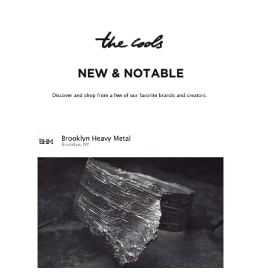 the cools
NEW & NOTABLE
Discover and shop from a few of our favorite brands and creators.
BHM
Brooklyn Heavy Metal
Brooklyn, NY